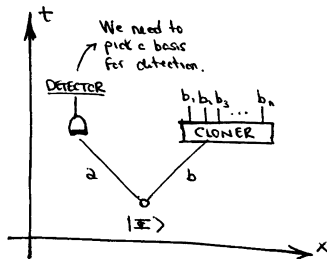 t
We need to
pick a basis
for detection.
DETECTOR
b₁ b₂ b₃ ... bₙ
CLONER
a
b
|Φ⟩
x